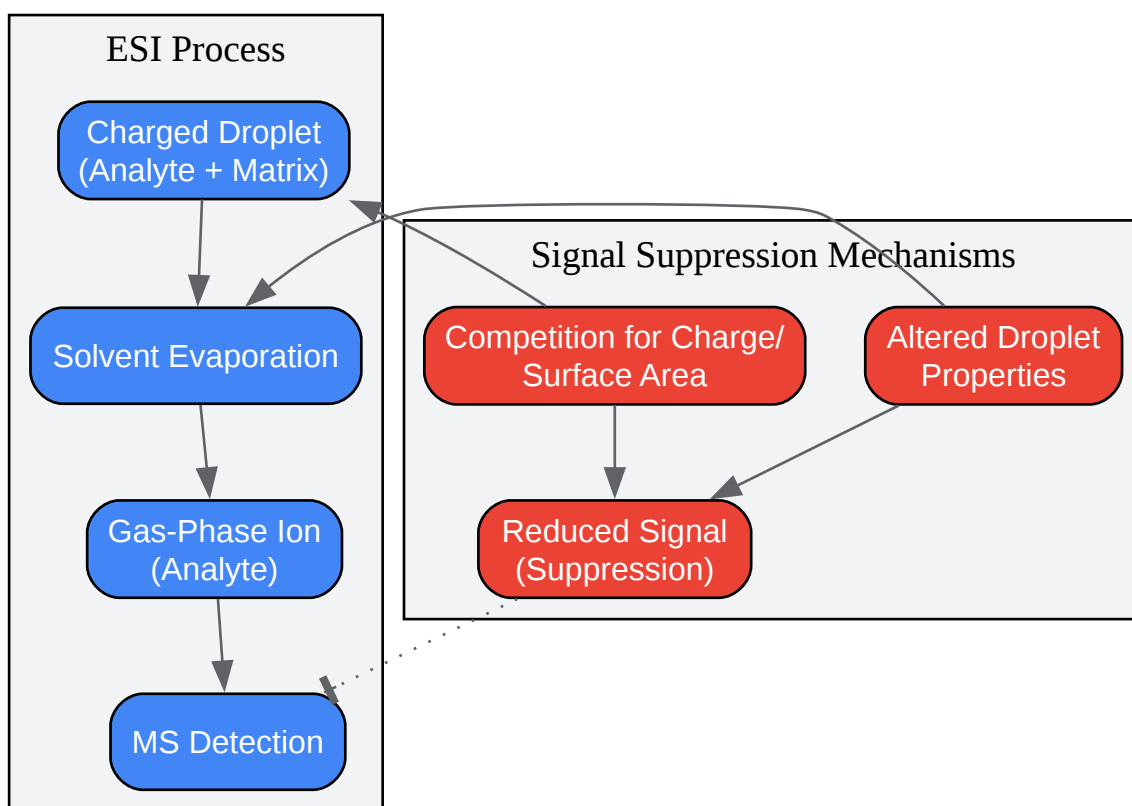 ESI Process
Charged Droplet
(Analyte + Matrix)
Solvent Evaporation
Gas-Phase Ion
(Analyte)
MS Detection
Signal Suppression Mechanisms
Competition for Charge/
Surface Area
Altered Droplet
Properties
Reduced Signal
(Suppression)